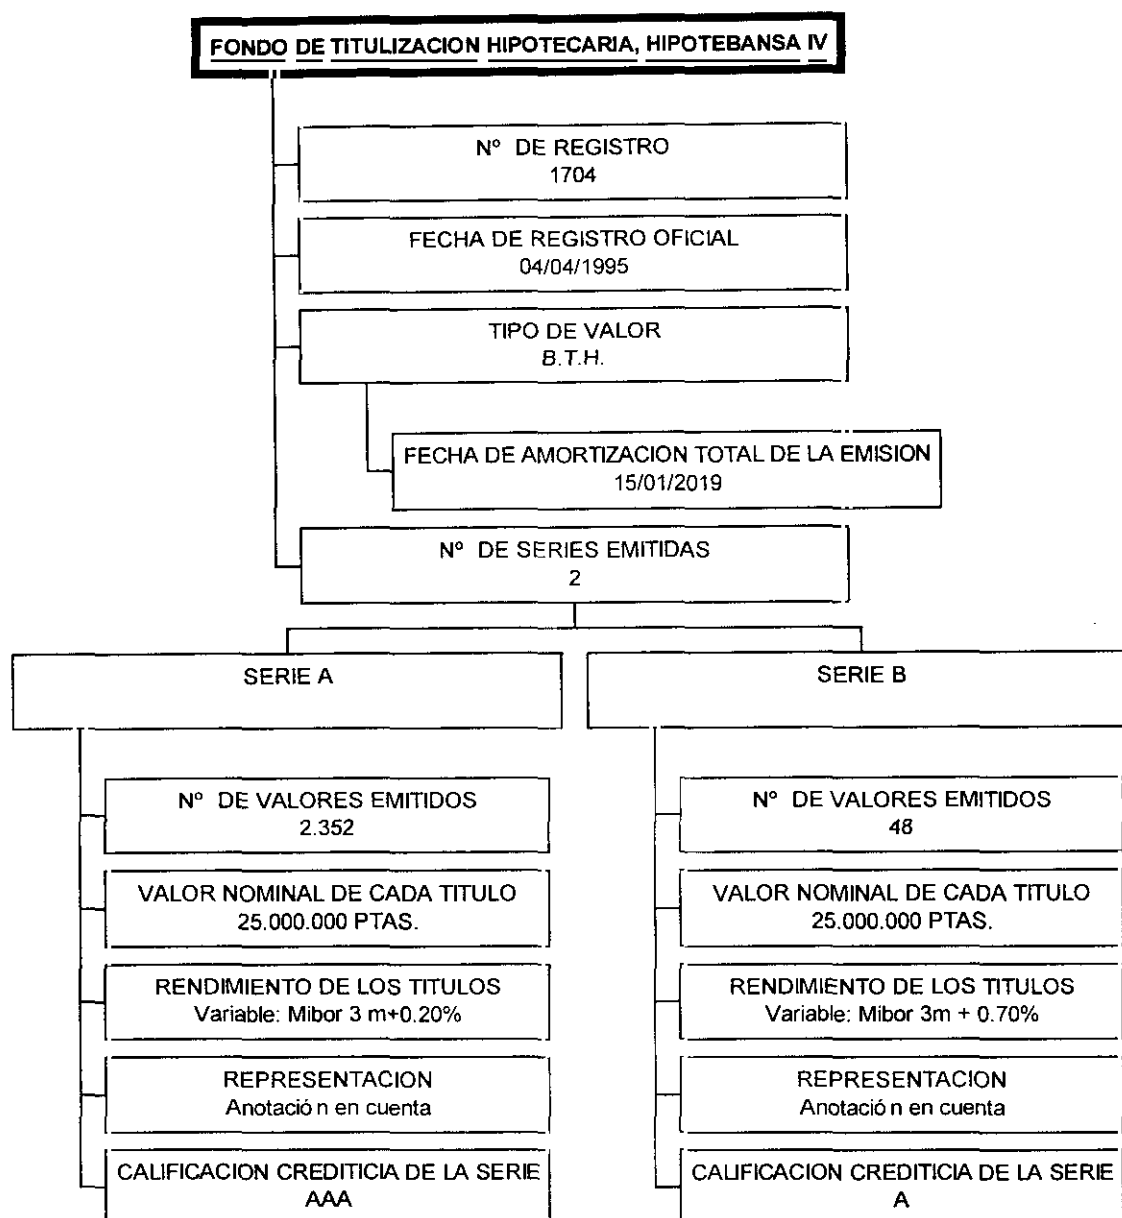 FONDO DE TITULIZACION HIPOTECARIA, HIPOTEBANSA IV
Nº DE REGISTRO
1704
FECHA DE REGISTRO OFICIAL
04/04/1995
TIPO DE VALOR
B.T.H.
FECHA DE AMORTIZACION TOTAL DE LA EMISION
15/01/2019
Nº DE SERIES EMITIDAS
2
SERIE A
Nº DE VALORES EMITIDOS
2.352
VALOR NOMINAL DE CADA TITULO
25.000.000 PTAS.
RENDIMIENTO DE LOS TITULOS
Variable: Mibor 3 m+0.20%
REPRESENTACION
Anotación en cuenta
CALIFICACION CREDITICIA DE LA SERIE
AAA
SERIE B
Nº DE VALORES EMITIDOS
48
VALOR NOMINAL DE CADA TITULO
25.000.000 PTAS.
RENDIMIENTO DE LOS TITULOS
Variable: Mibor 3m + 0.70%
REPRESENTACION
Anotación en cuenta
CALIFICACION CREDITICIA DE LA SERIE
A